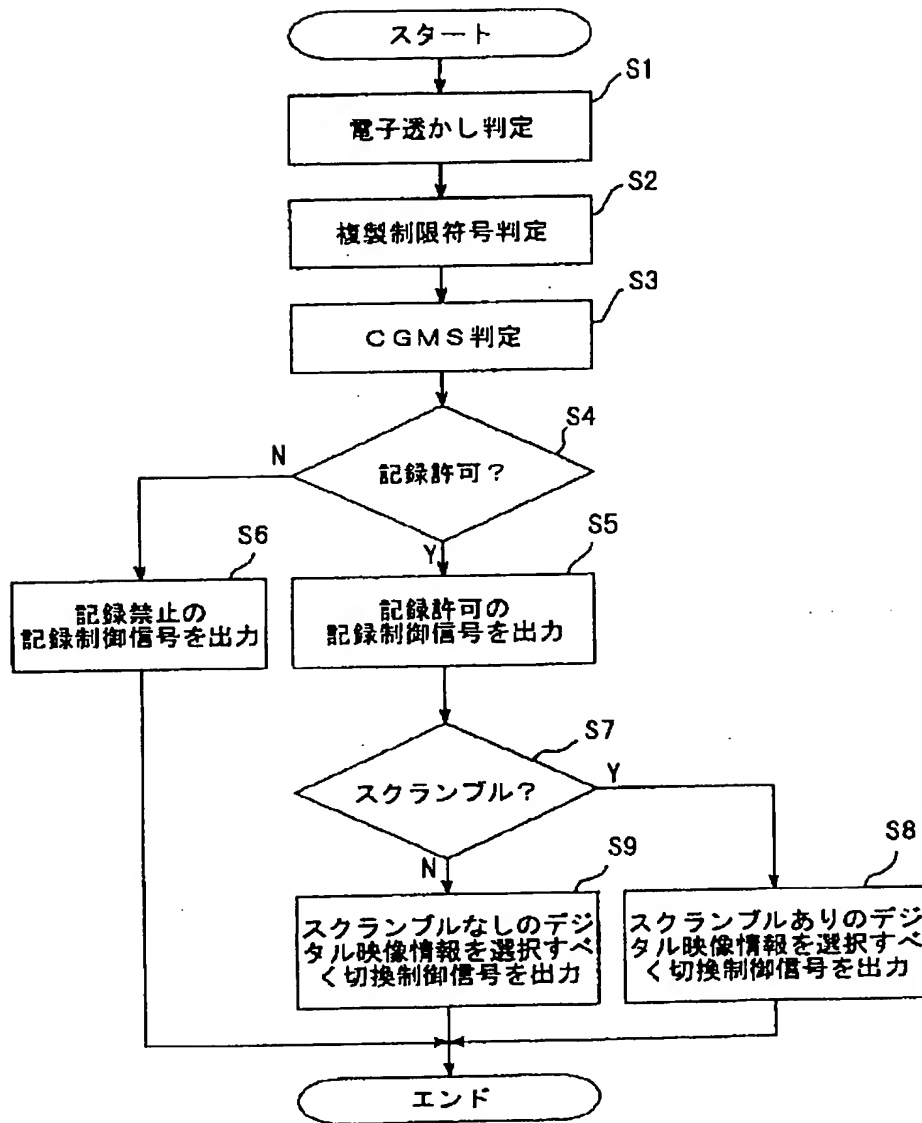 スタート
S1
電子透かし判定
S2
複製制限符号判定
S3
CGMS判定
S4
N
記録許可?
Y
S6
記録禁止の
記録制御信号を出力
S5
記録許可の
記録制御信号を出力
S7
スクランブル?
Y
N
S9
スクランブルなしのデジ
タル映像情報を選択すべ
く切換制御信号を出力
S8
スクランブルありのデジ
タル映像情報を選択すべ
く切換制御信号を出力
エンド